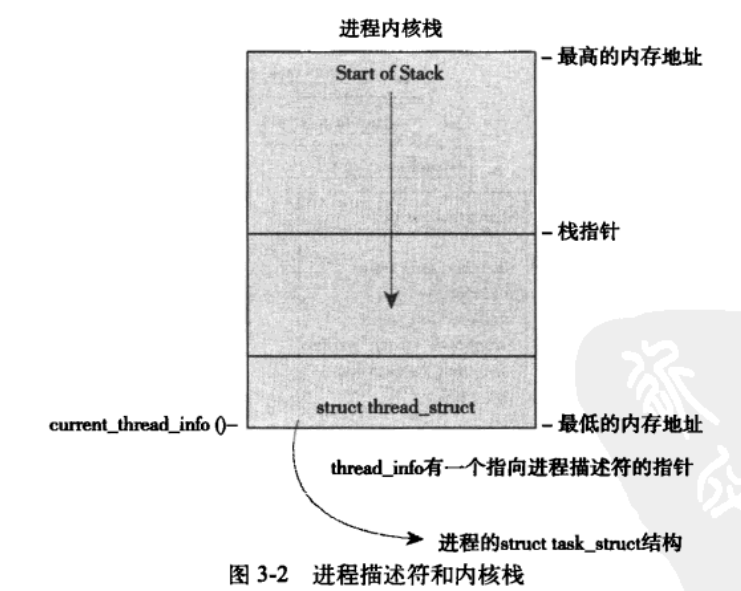 进程内核栈
Start of Stack
– 最高的内存地址
– 栈指针
struct thread_struct
current_thread_info ()–
– 最低的内存地址
thread_info有一个指向进程描述符的指针
进程的struct task_struct结构
图 3-2 进程描述符和内核栈